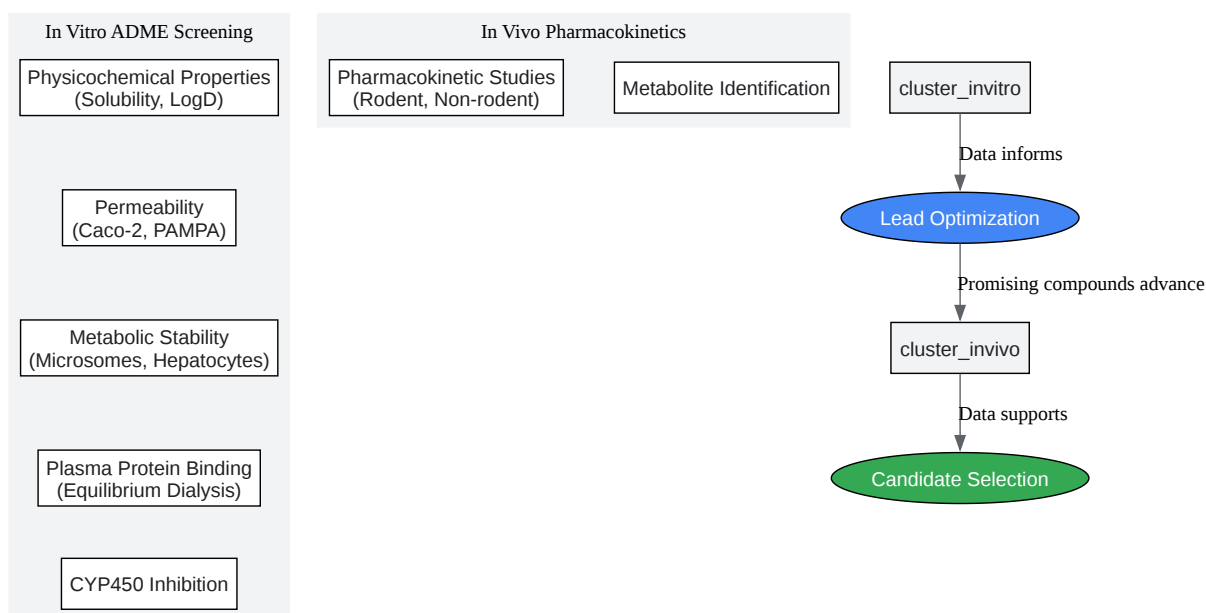 In Vitro ADME Screening
Physicochemical Properties
(Solubility, LogD)
Permeability
(Caco-2, PAMPA)
Metabolic Stability
(Microsomes, Hepatocytes)
Plasma Protein Binding
(Equilibrium Dialysis)
CYP450 Inhibition
In Vivo Pharmacokinetics
Pharmacokinetic Studies
(Rodent, Non-rodent)
Metabolite Identification
cluster_invitro
Data informs
Lead Optimization
Promising compounds advance
cluster_invivo
Data supports
Candidate Selection